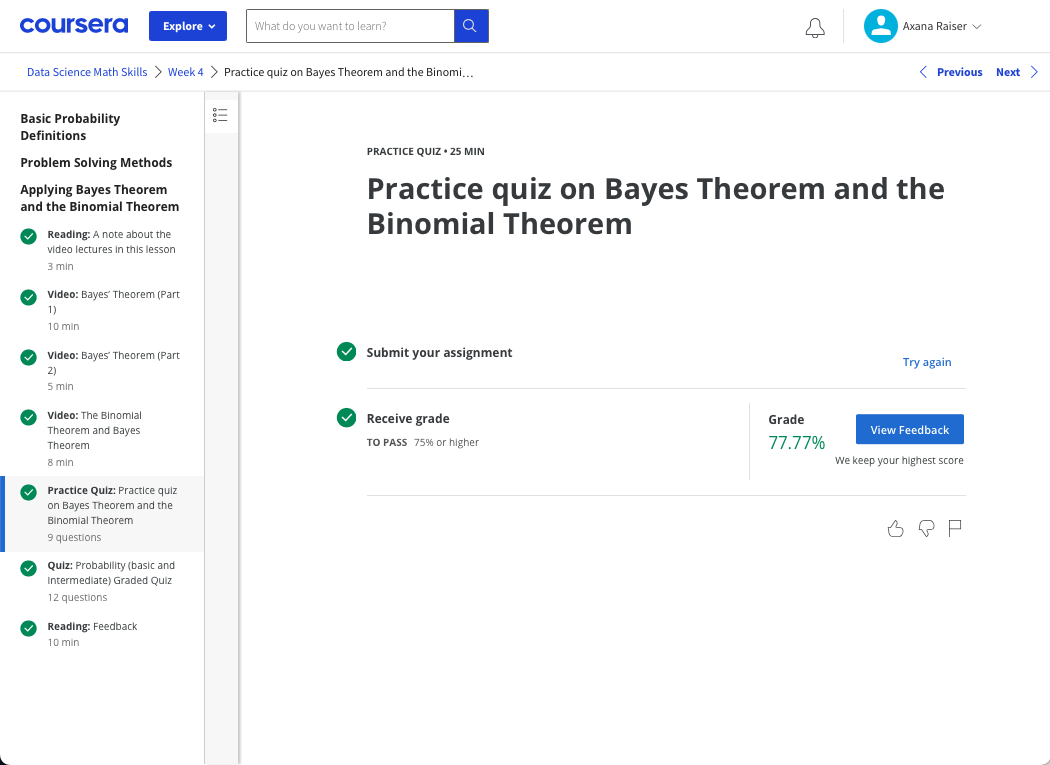 coursera
Explore
What do you want to learn?
Axana Raiser
Data Science Math Skills
Week 4
Practice quiz on Bayes Theorem and the Binomi...
Previous
Next
Basic Probability
Definitions
Problem Solving Methods
Applying Bayes Theorem
and the Binomial Theorem
Reading: A note about the
video lectures in this lesson
3 min
Video: Bayes’ Theorem (Part
1)
10 min
Video: Bayes’ Theorem (Part
2)
5 min
Video: The Binomial
Theorem and Bayes
Theorem
8 min
Practice Quiz: Practice quiz
on Bayes Theorem and the
Binomial Theorem
9 questions
Quiz: Probability (basic and
Intermediate) Graded Quiz
12 questions
Reading: Feedback
10 min
PRACTICE QUIZ • 25 MIN
Practice quiz on Bayes Theorem and the
Binomial Theorem
Submit your assignment
Try again
Receive grade
TO PASS 75% or higher
Grade
77.77%
View Feedback
We keep your highest score